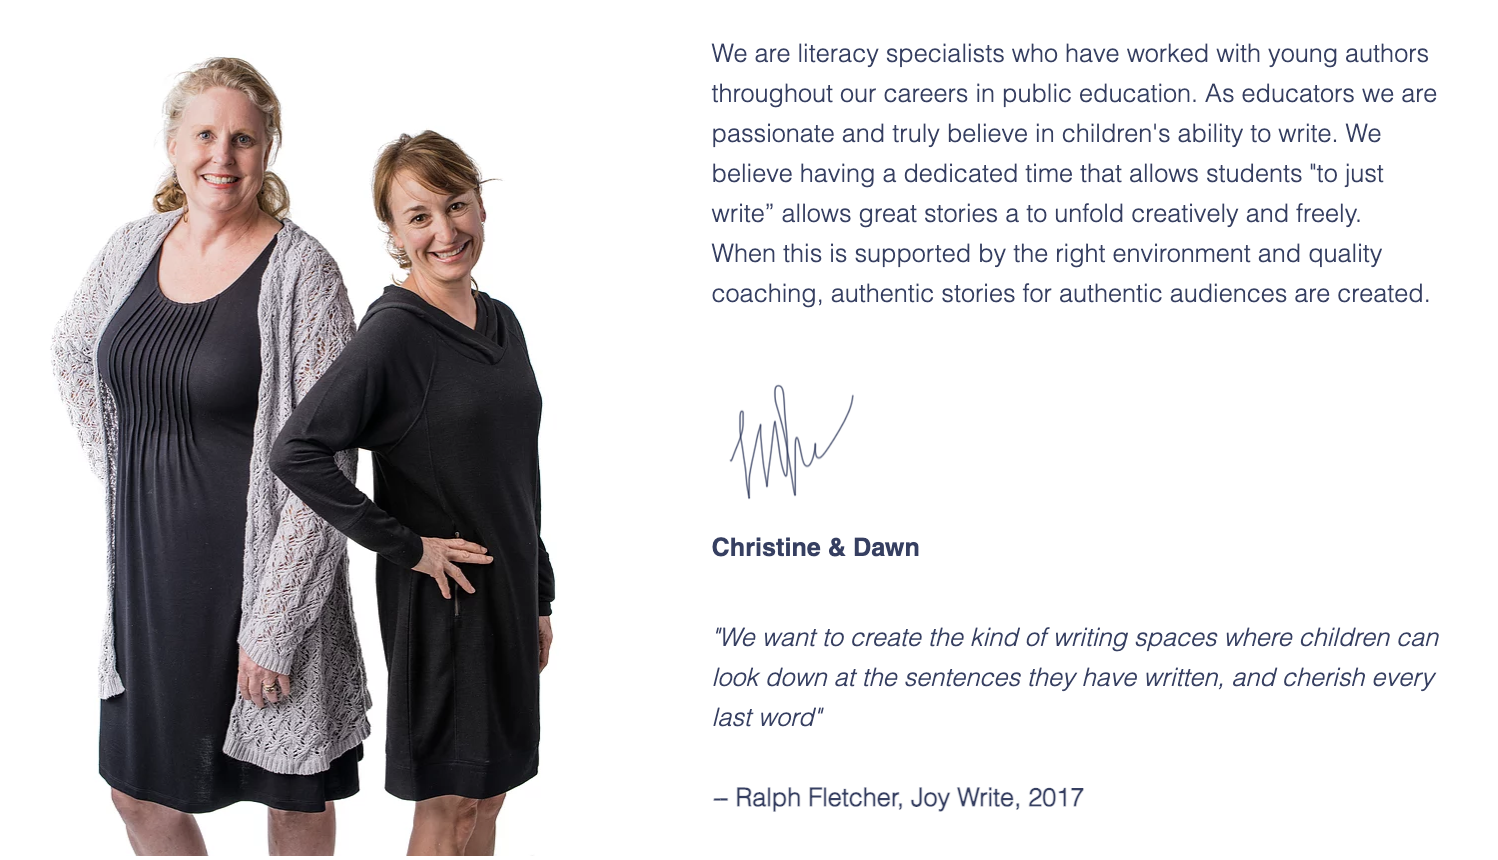 We are literacy specialists who have worked with young authors
throughout our careers in public education. As educators we are
passionate and truly believe in children's ability to write. We
believe having a dedicated time that allows students "to just
write” allows great stories a to unfold creatively and freely.
When this is supported by the right environment and quality
coaching, authentic stories for authentic audiences are created.
Christine & Dawn
"We want to create the kind of writing spaces where children can
look down at the sentences they have written, and cherish every
last word"
– Ralph Fletcher, Joy Write, 2017